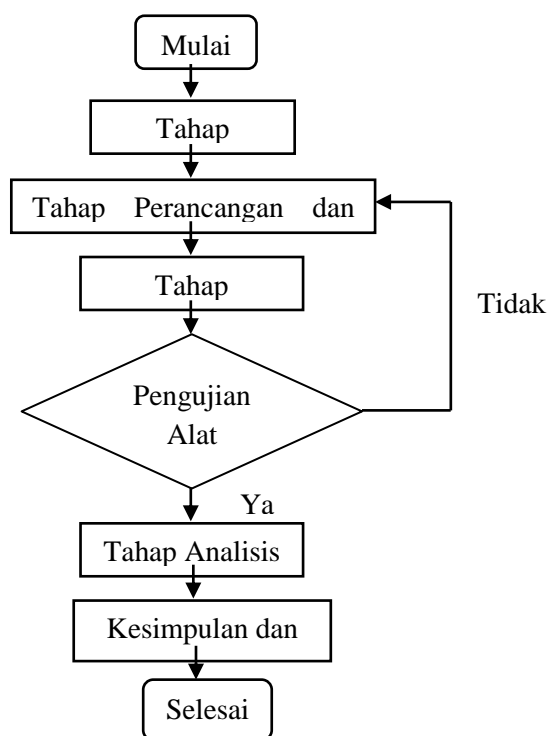 Mulai
Tahap
Tahap Perancangan dan
Tahap
Tidak
Pengujian
Alat
Ya
Tahap Analisis
Kesimpulan dan
Selesai